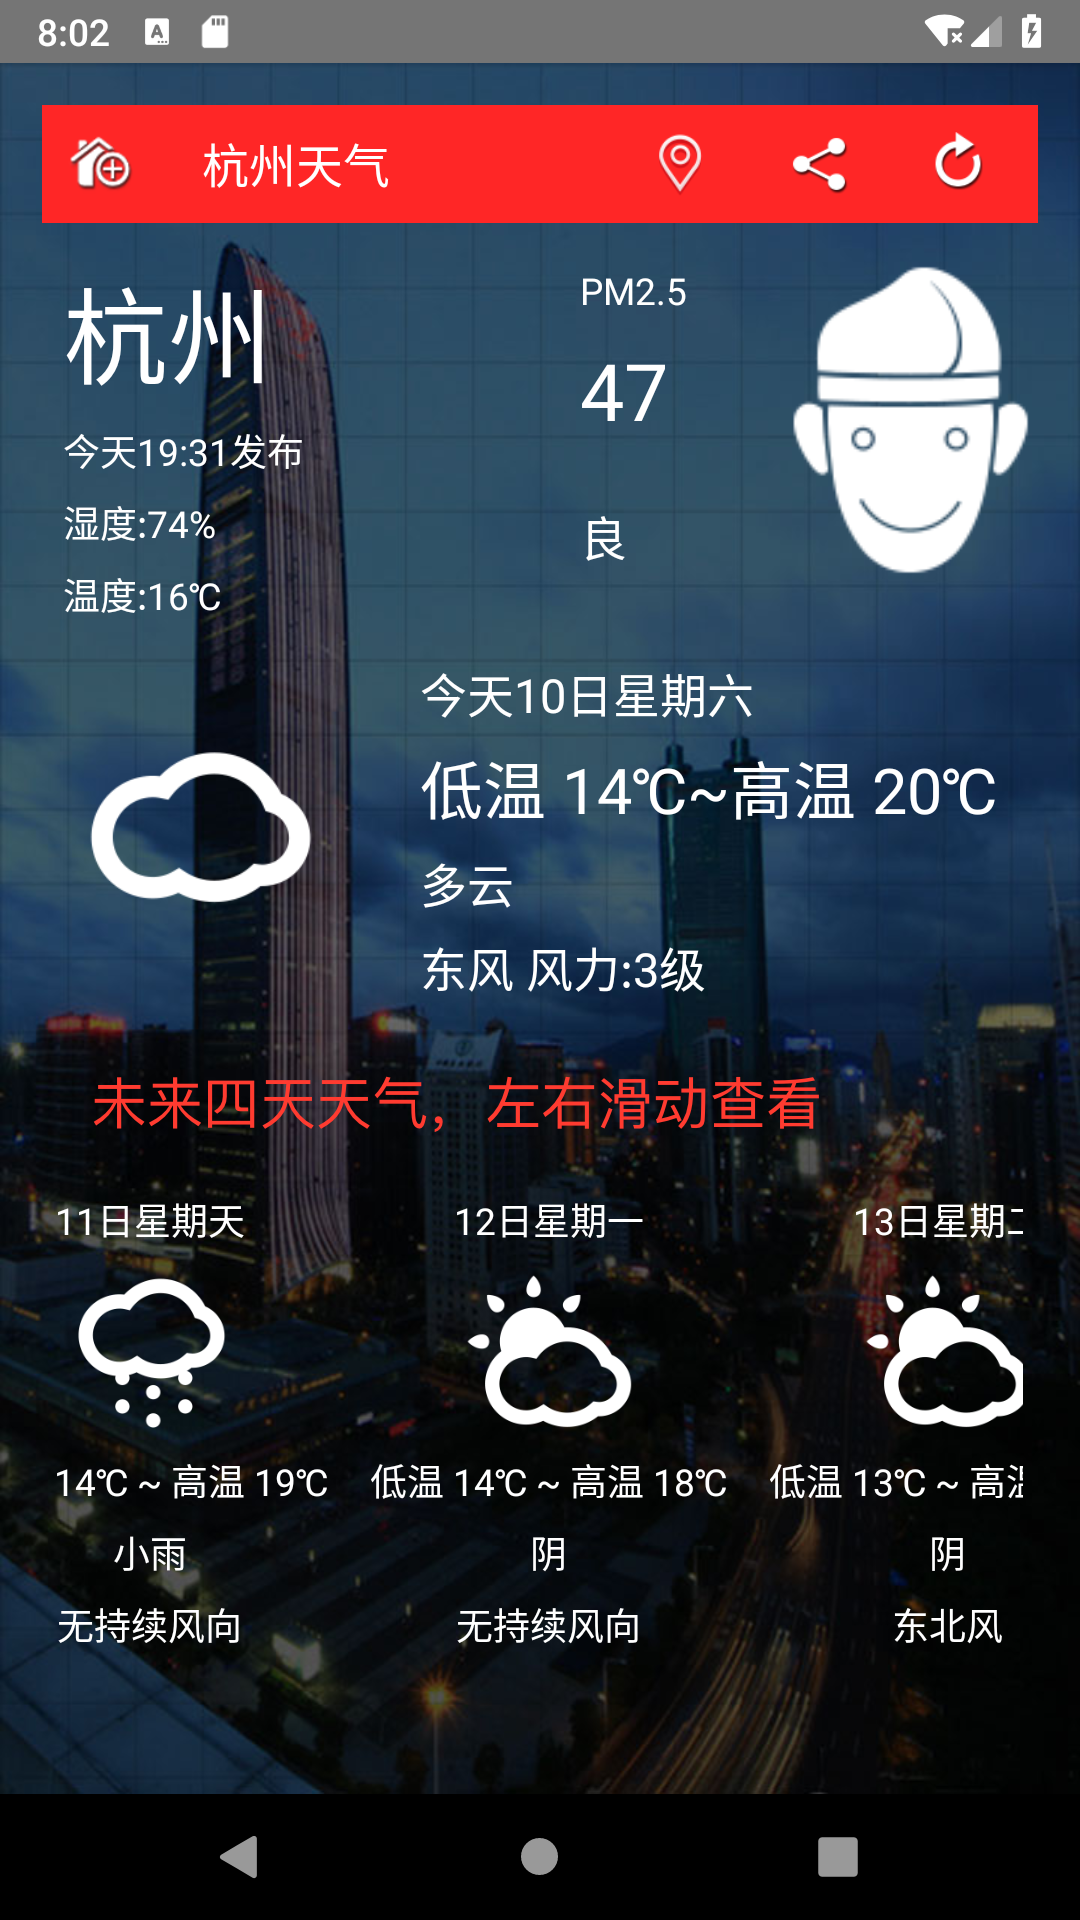 8:02
杭州天气
杭州
PM2.5
47
今天19:31发布
湿度:74%
良
温度:16℃
今天10日星期六
低温 14℃~高温 20℃
多云
东风 风力:3级
未来四天天气，左右滑动查看
11日星期天 12日星期一 13日星期二
14℃ ~ 高温 19℃ 低温 14℃ ~ 高温 18℃ 低温 13℃ ~ 高温
小雨 阴 阴
无持续风向 无持续风向 东北风